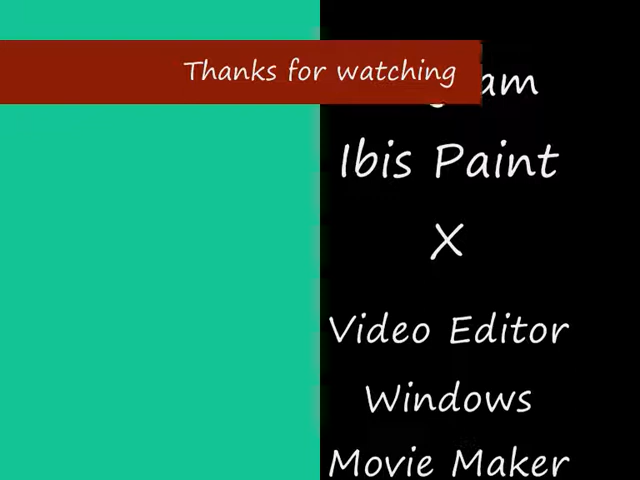 Thanks for watching
Ibis Paint
X
Video Editor
Windows
Movie Maker